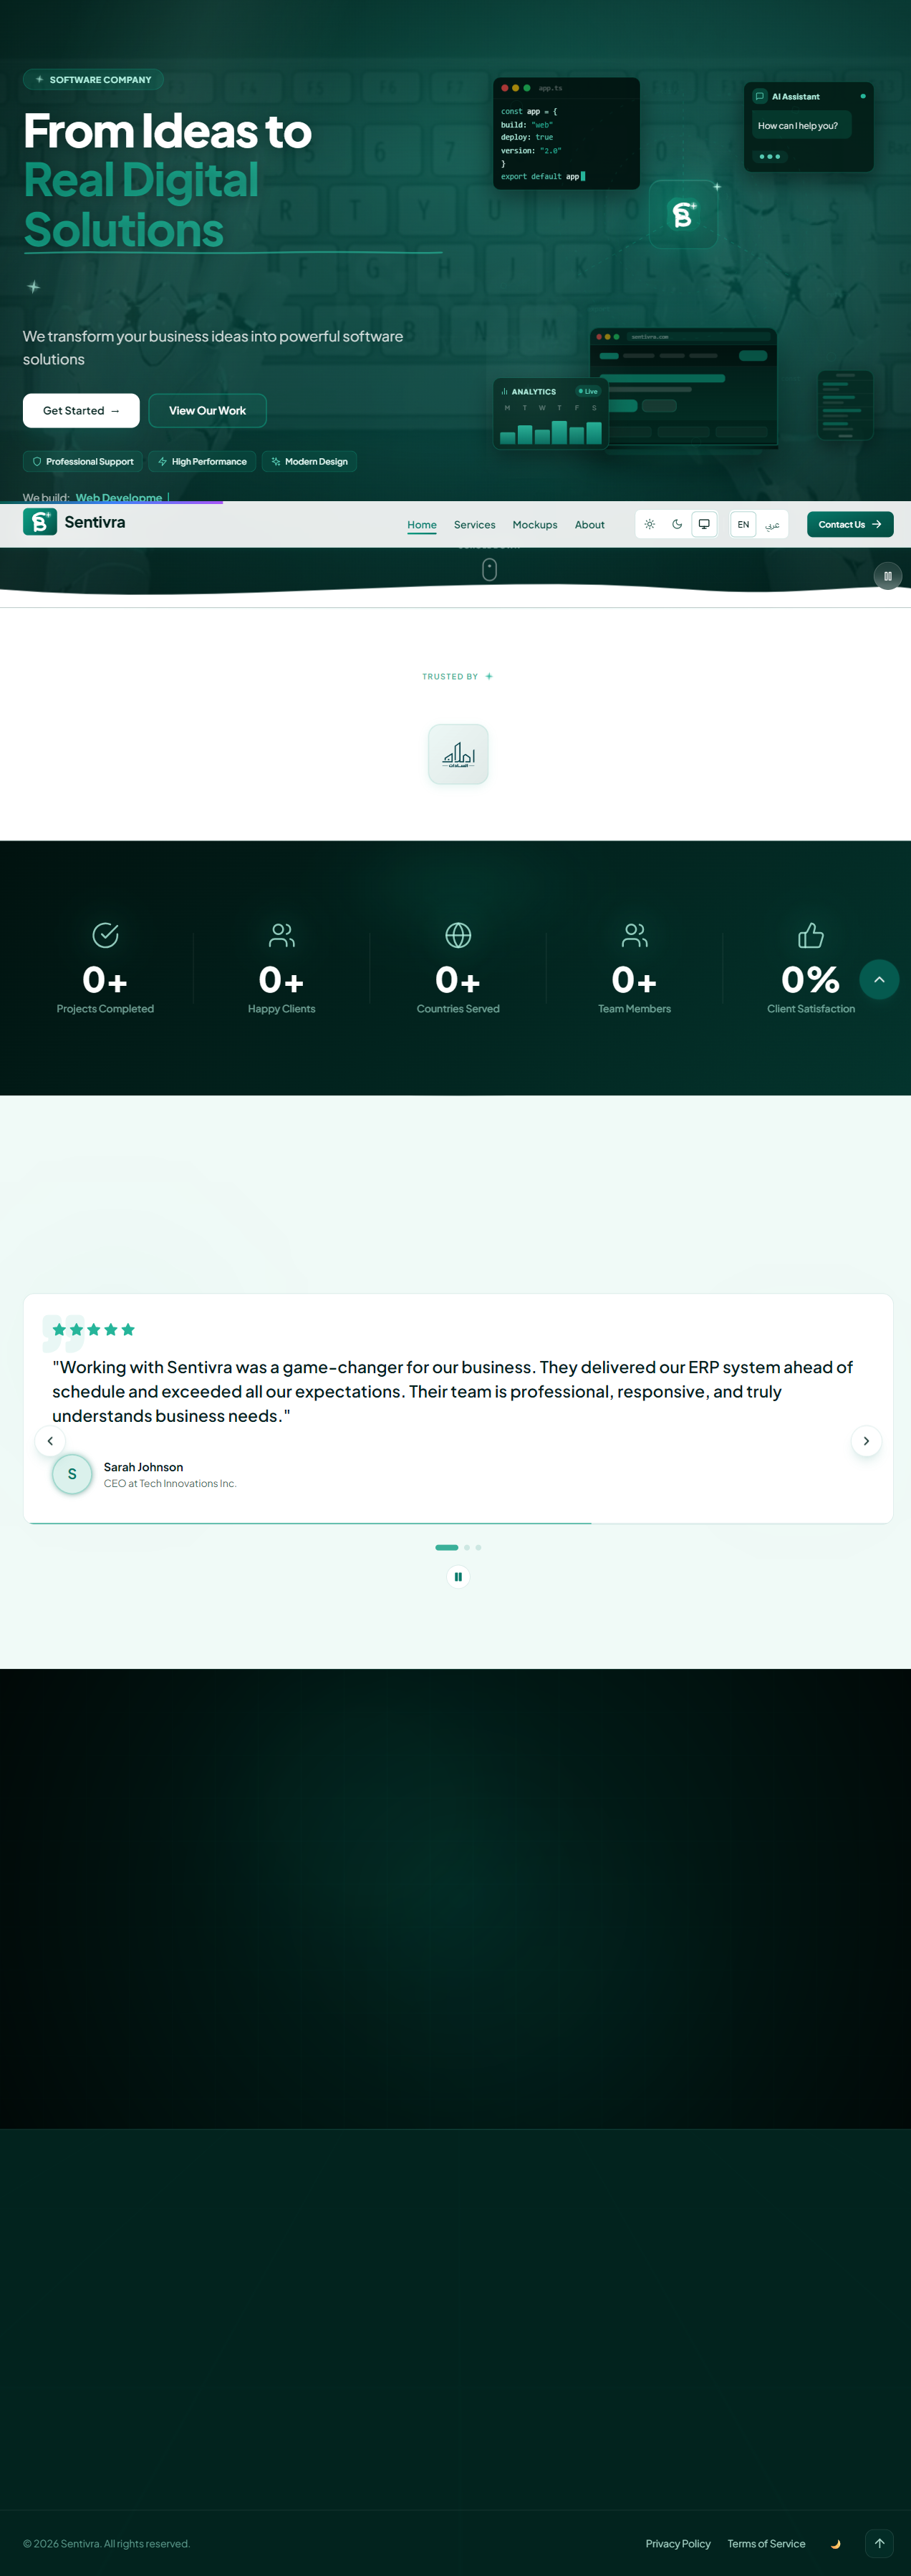 SOFTWARE COMPANY
From Ideas to
Real Digital
Solutions
We transform your business ideas into powerful software
solutions
Get Started →
View Our Work
Professional Support
High Performance
Modern Design
We build: Web Developme
app.ts
const app = {
build: "web"
deploy: true
version: "2.0"
}
export default app
AI Assistant
How can I help you?
sentivra.com
ANALYTICS
Live
M T W T F S
Sentivra
Home
Services
Mockups
About
EN
عربي
Contact Us
TRUSTED BY
0+
Projects Completed
0+
Happy Clients
0+
Countries Served
0+
Team Members
0%
Client Satisfaction
"Working with Sentivra was a game-changer for our business. They delivered our ERP system ahead of
schedule and exceeded all our expectations. Their team is professional, responsive, and truly
understands business needs."
S
Sarah Johnson
CEO at Tech Innovations Inc.
© 2026 Sentivra. All rights reserved.
Privacy Policy
Terms of Service